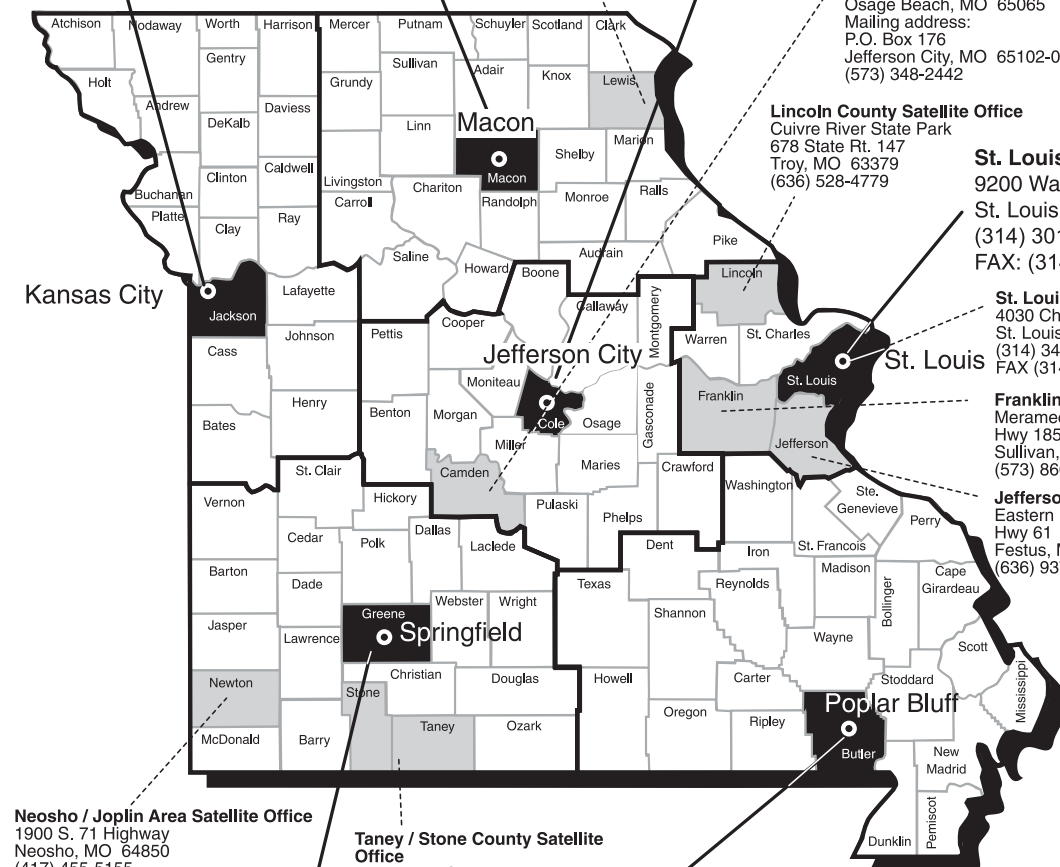 Osage Beach, MO 65065
Mailing address:
P.O. Box 176
Jefferson City, MO 65102-0
(573) 348-2442
Lincoln County Satellite Office
Cuivre River State Park
678 State Rt. 147
Troy, MO 63379
(636) 528-4779
St. Louis
9200 Wa
St. Louis
(314) 301
FAX: (314
St. Loui
4030 Ch
St. Louis
(314) 34
FAX (314
Franklin
Meramec
Hwy 185
Sullivan,
(573) 86
Jefferso
Eastern
Hwy 61
Festus, M
(636) 937
Atchison
Nodaway
Worth
Harrison
Mercer
Putnam
Schuyler
Scotland
Clark
Holt
Gentry
Grundy
Sullivan
Adair
Knox
Lewis
Andrew
DeKalb
Daviess
Linn
Macon
Macon
Shelby
Marion
Buchanan
Clinton
Caldwell
Livingston
Chariton
Randolph
Monroe
Ralls
Platte
Clay
Ray
Carroll
Saline
Howard
Boone
Audrain
Pike
Kansas City
Jackson
Lafayette
Cooper
Callaway
Montgomery
Lincoln
Warren
St. Charles
Cass
Johnson
Pettis
Moniteau
Jefferson City
Cole
Osage
Gasconade
Franklin
St. Louis
St. Louis
Jefferson
Bates
Henry
Benton
Morgan
Miller
Camden
Maries
Crawford
Washington
Ste.
Genevieve
Perry
St. Clair
Hickory
Vernon
Cedar
Polk
Dallas
Laclede
Pulaski
Phelps
Dent
Iron
St. Francois
Madison
Bollinger
Cape
Girardeau
Barton
Dade
Texas
Reynolds
Jasper
Greene
Springfield
Webster
Wright
Shannon
Wayne
Scott
Lawrence
Christian
Douglas
Howell
Carter
Stoddard
Mississippi
Newton
Stone
Taney
Ozark
Oregon
Ripley
Poplar Bluff
Butler
McDonald
Barry
New
Madrid
Dunklin
Pemiscot
Neosho / Joplin Area Satellite Office
1900 S. 71 Highway
Neosho, MO 64850
(417) 455-5155
Taney / Stone County Satellite
Office